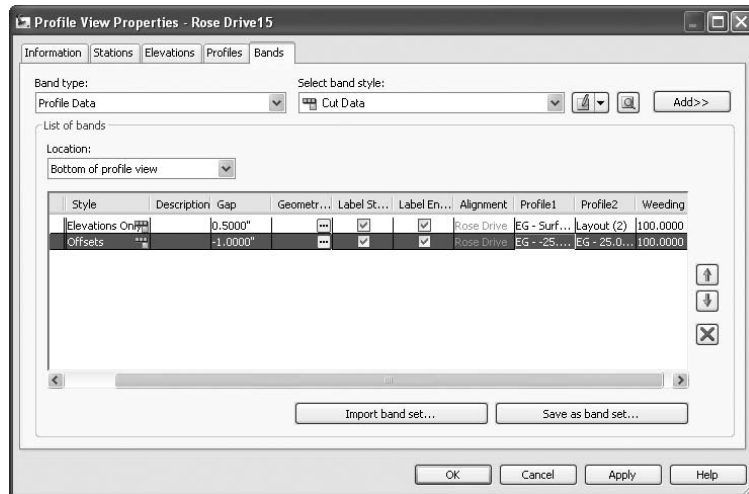 Profile View Properties - Rose Drive15
Information Stations Elevations Profiles Bands
Band type: Select band style:
Profile Data Cut Data Add>>
List of bands
Location:
Bottom of profile view
Style Description Gap Geometr... Label St... Label En... Alignment Profile1 Profile2 Weeding
Elevations On 0.5000" ... Rose Drive EG - Surf... Layout (2) 100.0000
Offsets -1.0000" ... Rose Drive EG - -25.... EG - 25.0... 100.0000
Import band set... Save as band set...
OK Cancel Apply Help